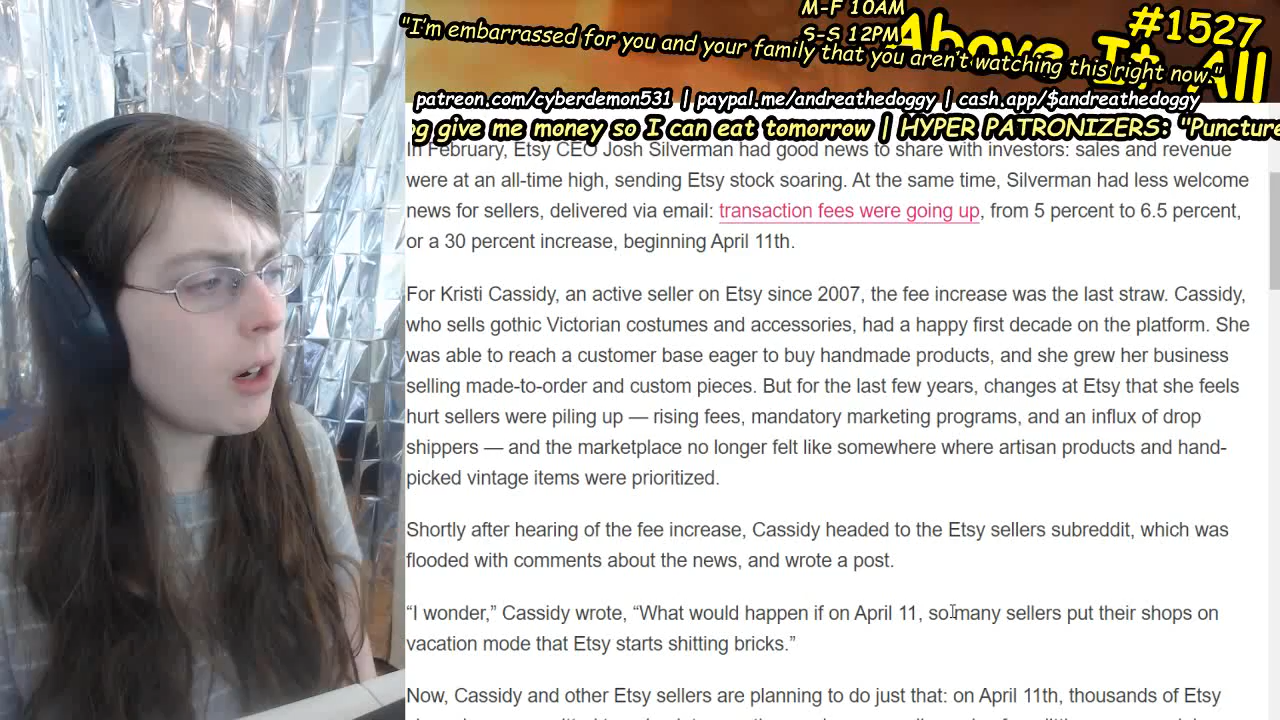 M-F 10AM
S-S 12PM
Above It All
#1527
"I'm embarrassed for you and your family that you aren't watching this right now."
patreon.com/cyberdemon531 | paypal.me/andreathedoggy | cash.app/$andreathedoggy
give me money so I can eat tomorrow | HYPER PATRONIZERS: "Puncture
In February, Etsy CEO Josh Silverman had good news to share with investors: sales and revenue
were at an all-time high, sending Etsy stock soaring. At the same time, Silverman had less welcome
news for sellers, delivered via email: transaction fees were going up, from 5 percent to 6.5 percent,
or a 30 percent increase, beginning April 11th.
For Kristi Cassidy, an active seller on Etsy since 2007, the fee increase was the last straw. Cassidy,
who sells gothic Victorian costumes and accessories, had a happy first decade on the platform. She
was able to reach a customer base eager to buy handmade products, and she grew her business
selling made-to-order and custom pieces. But for the last few years, changes at Etsy that she feels
hurt sellers were piling up — rising fees, mandatory marketing programs, and an influx of drop
shippers — and the marketplace no longer felt like somewhere where artisan products and hand-
picked vintage items were prioritized.
Shortly after hearing of the fee increase, Cassidy headed to the Etsy sellers subreddit, which was
flooded with comments about the news, and wrote a post.
“I wonder,” Cassidy wrote, “What would happen if on April 11, so many sellers put their shops on
vacation mode that Etsy starts shitting bricks.”
Now, Cassidy and other Etsy sellers are planning to do just that: on April 11th, thousands of Etsy